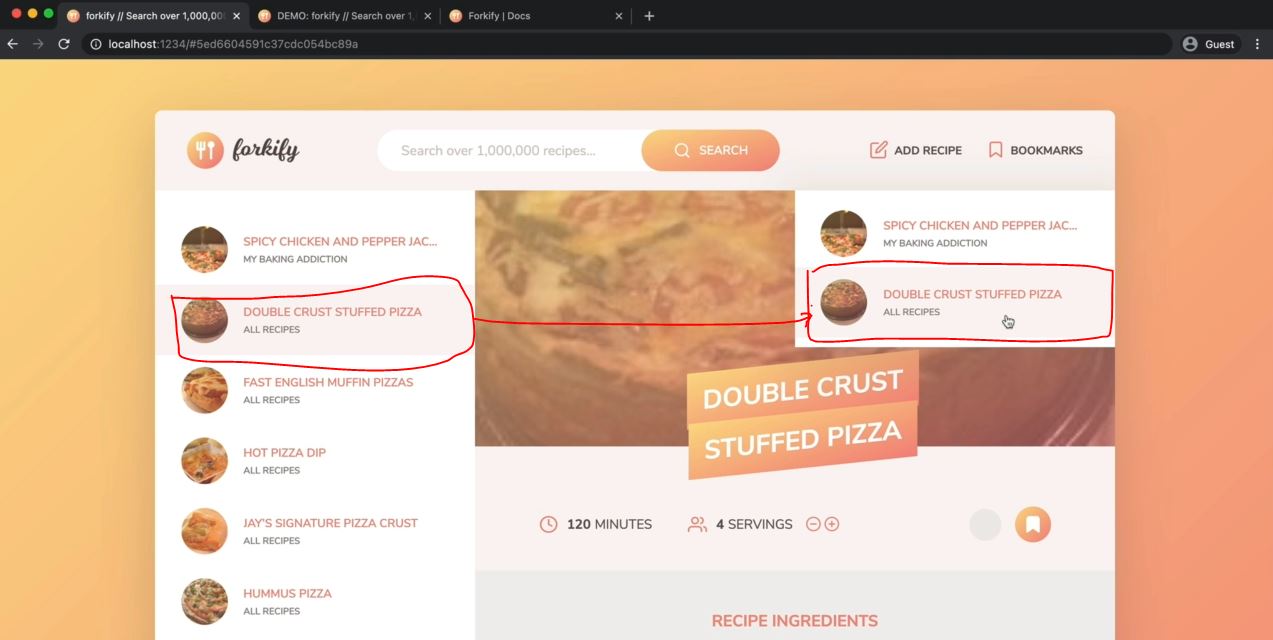 forkify // Search over 1,000,00
DEMO: forkify // Search over 1,
Forkify | Docs
localhost:1234/#5ed6604591c37cdc054bc89a
Guest
forkify
Search over 1,000,000 recipes...
SEARCH
ADD RECIPE
BOOKMARKS
SPICY CHICKEN AND PEPPER JAC...
MY BAKING ADDICTION
DOUBLE CRUST STUFFED PIZZA
ALL RECIPES
FAST ENGLISH MUFFIN PIZZAS
ALL RECIPES
HOT PIZZA DIP
ALL RECIPES
JAY'S SIGNATURE PIZZA CRUST
ALL RECIPES
HUMMUS PIZZA
ALL RECIPES
SPICY CHICKEN AND PEPPER JAC...
MY BAKING ADDICTION
DOUBLE CRUST STUFFED PIZZA
ALL RECIPES
DOUBLE CRUST
STUFFED PIZZA
120 MINUTES
4 SERVINGS
RECIPE INGREDIENTS